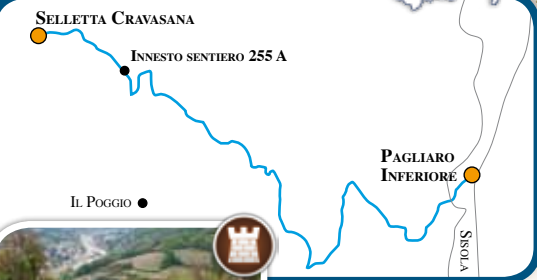 Selletta Cravasana
Innesto sentiero 255 A
Pagliaro
Inferiore
Il Poggio
Sisola